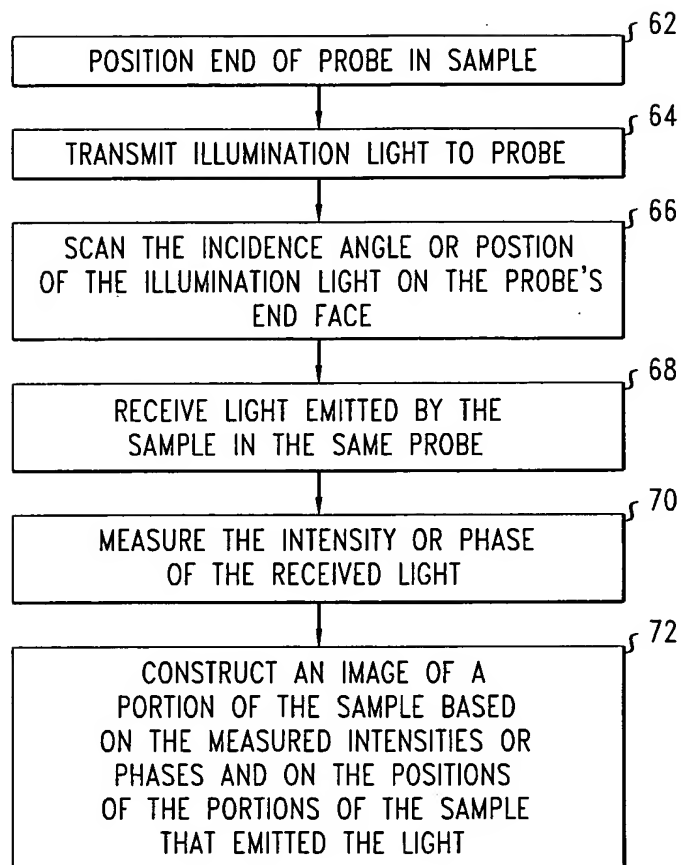 62
POSITION END OF PROBE IN SAMPLE
64
TRANSMIT ILLUMINATION LIGHT TO PROBE
66
SCAN THE INCIDENCE ANGLE OR POSTION
OF THE ILLUMINATION LIGHT ON THE PROBE'S
END FACE
68
RECEIVE LIGHT EMITTED BY THE
SAMPLE IN THE SAME PROBE
70
MEASURE THE INTENSITY OR PHASE
OF THE RECEIVED LIGHT
72
CONSTRUCT AN IMAGE OF A
PORTION OF THE SAMPLE BASED
ON THE MEASURED INTENSITIES OR
PHASES AND ON THE POSITIONS
OF THE PORTIONS OF THE SAMPLE
THAT EMITTED THE LIGHT